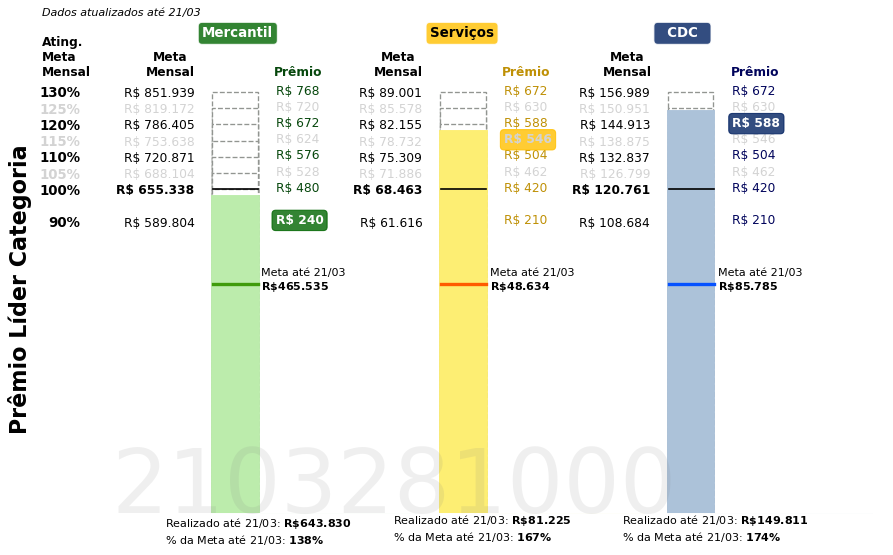 Dados atualizados até 21/03
Mercantil Serviços CDC
Ating. Meta Mensal
Meta Mensal Prêmio Meta Mensal Prêmio Meta Mensal Prêmio
130% R$ 851.939 R$ 768 R$ 89.001 R$ 672 R$ 156.989 R$ 672
125% R$ 819.172 R$ 720 R$ 85.578 R$ 630 R$ 150.951 R$ 630
120% R$ 786.405 R$ 672 R$ 82.155 R$ 588 R$ 144.913 R$ 588
115% R$ 753.638 R$ 624 R$ 78.732 R$ 546 R$ 138.875 R$ 546
110% R$ 720.871 R$ 576 R$ 75.309 R$ 504 R$ 132.837 R$ 504
105% R$ 688.104 R$ 528 R$ 71.886 R$ 462 R$ 126.799 R$ 462
100% R$ 655.338 R$ 480 R$ 68.463 R$ 420 R$ 120.761 R$ 420
90% R$ 589.804 R$ 240 R$ 61.616 R$ 210 R$ 108.684 R$ 210
Meta até 21/03 Meta até 21/03 Meta até 21/03
R$465.535 R$48.634 R$85.785
Prêmio Líder Categoria
2103281000
Realizado até 21/03: R$643.830 Realizado até 21/03: R$81.225 Realizado até 21/03: R$149.811
% da Meta até 21/03: 138% % da Meta até 21/03: 167% % da Meta até 21/03: 174%